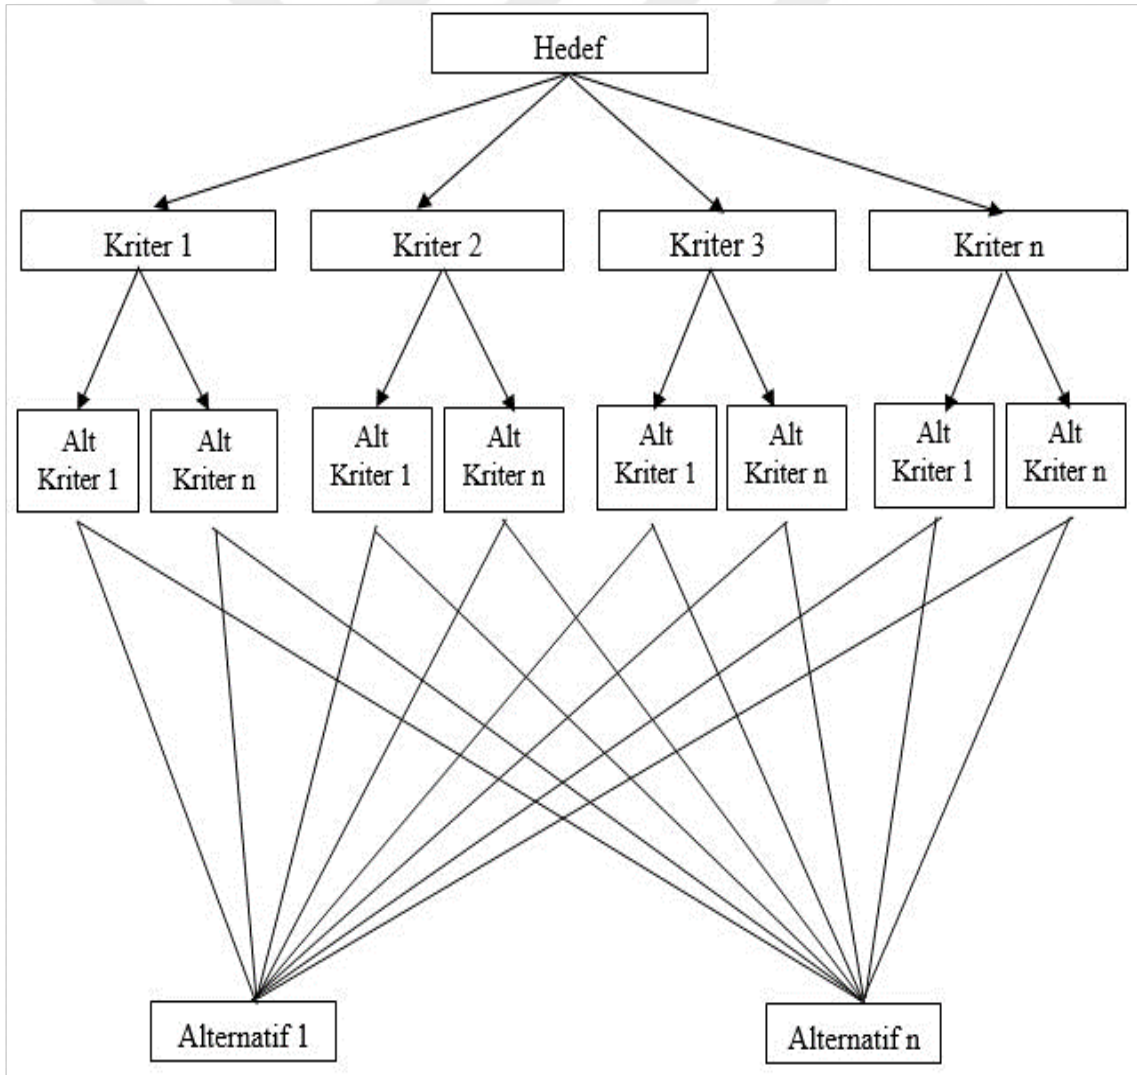 Hedef
Kriter 1
Kriter 2
Kriter 3
Kriter n
Alt
Kriter 1
Alt
Kriter n
Alt
Kriter 1
Alt
Kriter n
Alt
Kriter 1
Alt
Kriter n
Alt
Kriter 1
Alt
Kriter n
Alternatif 1
Alternatif n